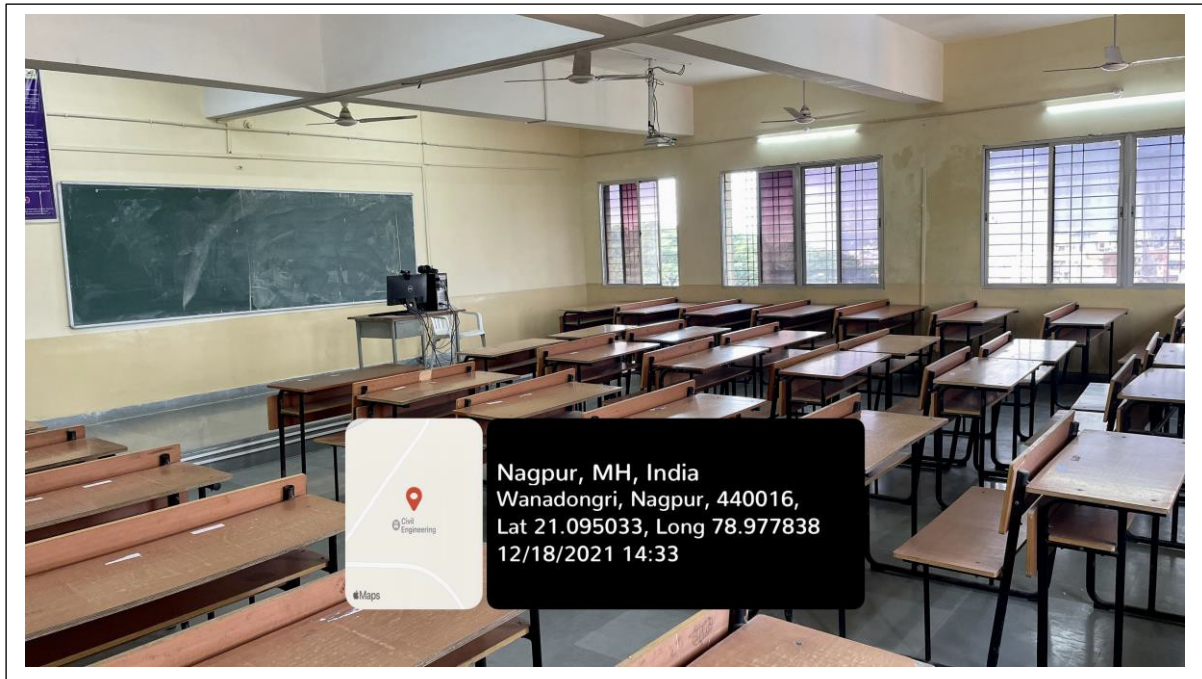 Civil
Engineering
Maps
Nagpur, MH, India
Wanadongri, Nagpur, 440016,
Lat 21.095033, Long 78.977838
12/18/2021 14:33